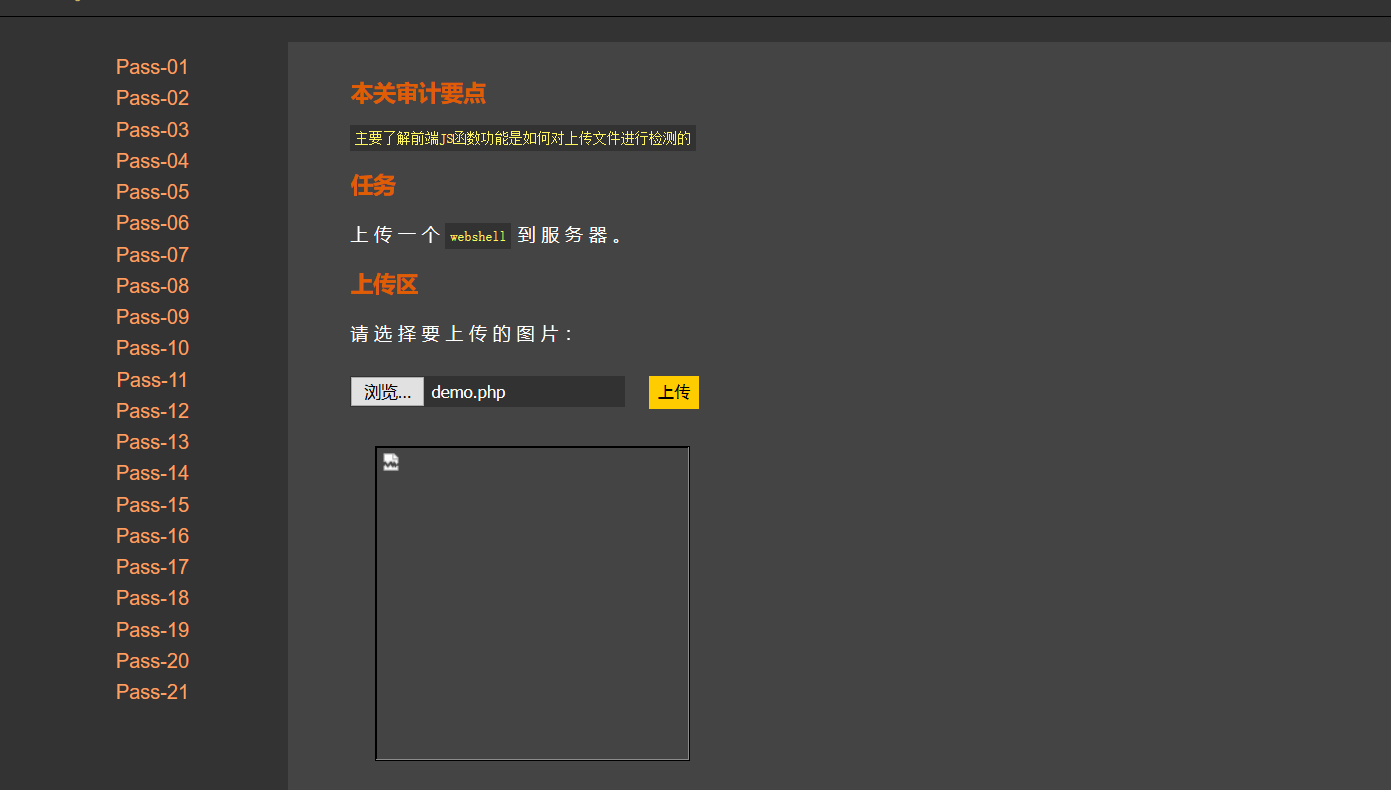 Pass-01
Pass-02
Pass-03
Pass-04
Pass-05
Pass-06
Pass-07
Pass-08
Pass-09
Pass-10
Pass-11
Pass-12
Pass-13
Pass-14
Pass-15
Pass-16
Pass-17
Pass-18
Pass-19
Pass-20
Pass-21
本关审计要点
主要了解前端JS函数功能是如何对上传文件进行检测的
任务
上传一个 webshell 到服务器。
上传区
请选择要上传的图片：
浏览... demo.php 上传